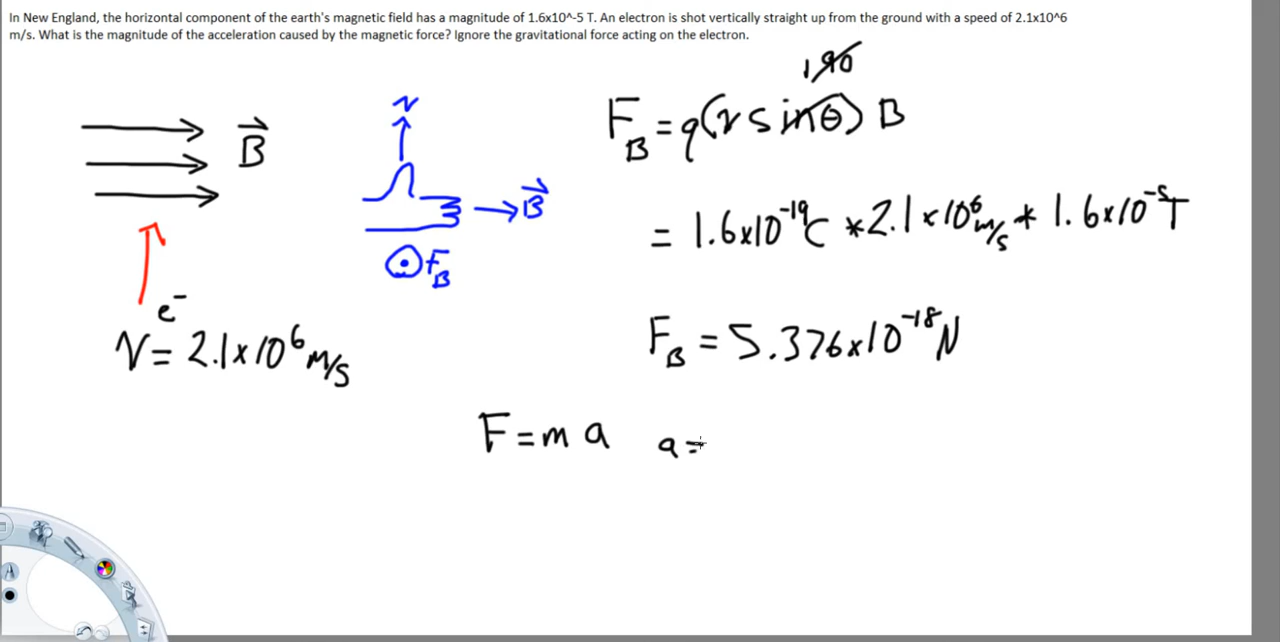 In New England, the horizontal component of the earth's magnetic field has a magnitude of 1.6x10^-5 T. An electron is shot vertically straight up from the ground with a speed of 2.1x10^6
m/s. What is the magnitude of the acceleration caused by the magnetic force? Ignore the gravitational force acting on the electron.
F_B = q(v sinθ) B
B
v
B
F_B
= 1.6x10^-19 C * 2.1x10^6 m/s * 1.6x10^-5 T
e^-
v = 2.1x10^6 m/s
F_B = 5.376x10^-18 N
F = m a a =